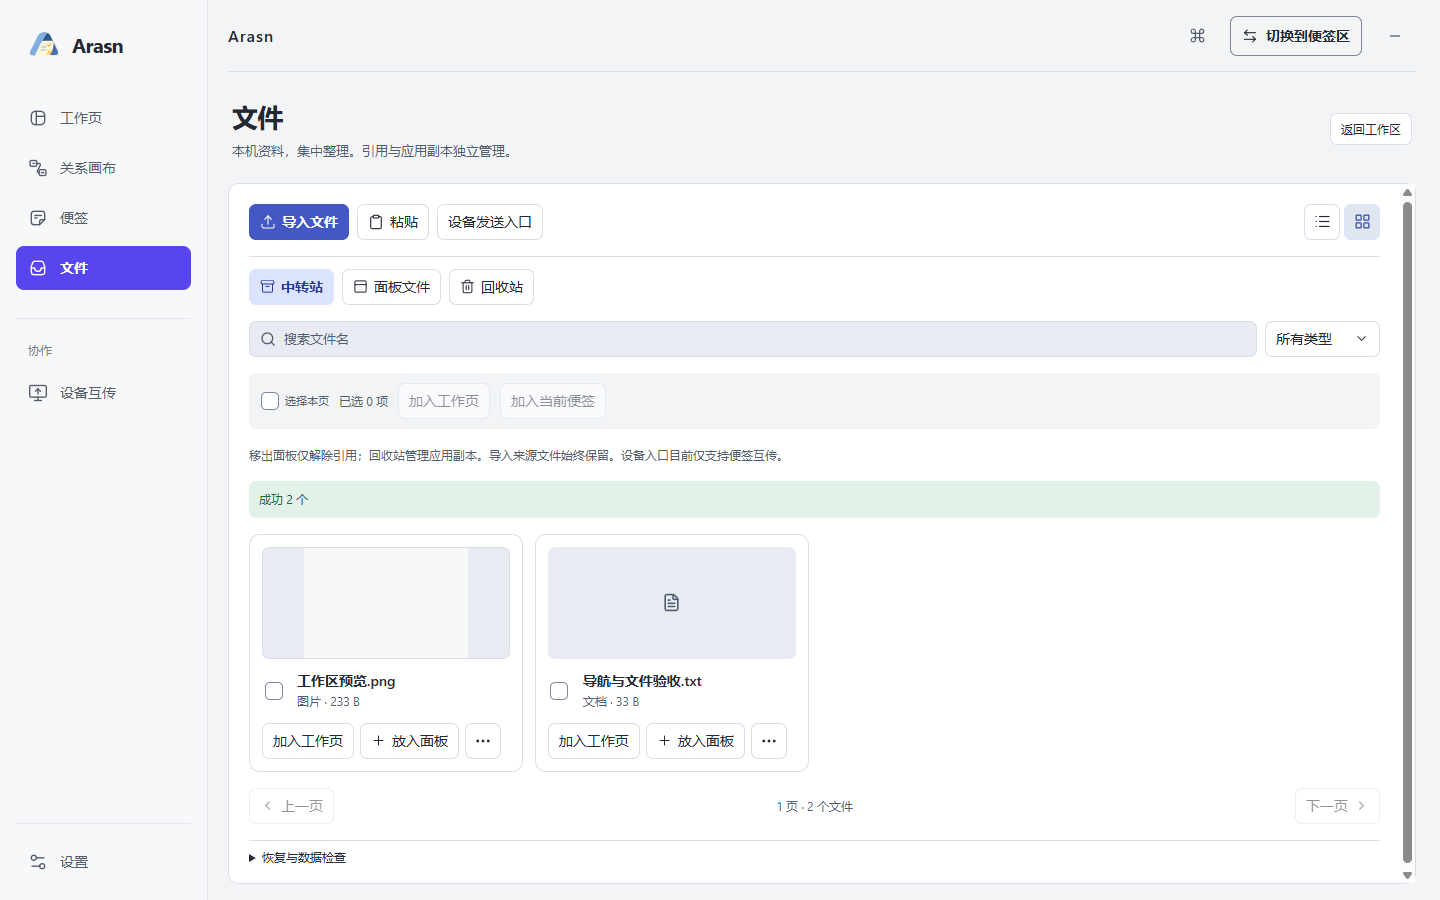 Arasn
工作页
关系画布
便签
文件
协作
设备互传
设置
Arasn
切换到便签区
文件
本机资料，集中整理。引用与应用副本独立管理。
返回工作区
导入文件 粘贴 设备发送入口
中转站 面板文件 回收站
搜索文件名 所有类型
选择本页 已选 0 项 加入工作页 加入当前便签
移出面板仅解除引用；回收站管理应用副本。导入来源文件始终保留。设备入口目前仅支持便签互传。
成功 2 个
工作区预览.png
图片 · 233 B
加入工作页 放入面板
导航与文件验收.txt
文档 · 33 B
加入工作页 放入面板
上一页 1 页 · 2 个文件 下一页
恢复与数据检查